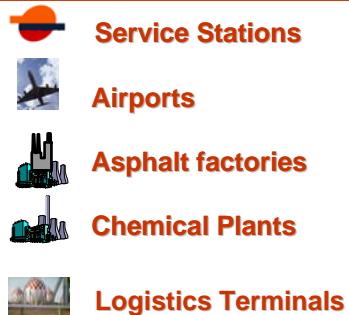 Service Stations
Airports
Asphalt factories
Chemical Plants
Logistics Terminals